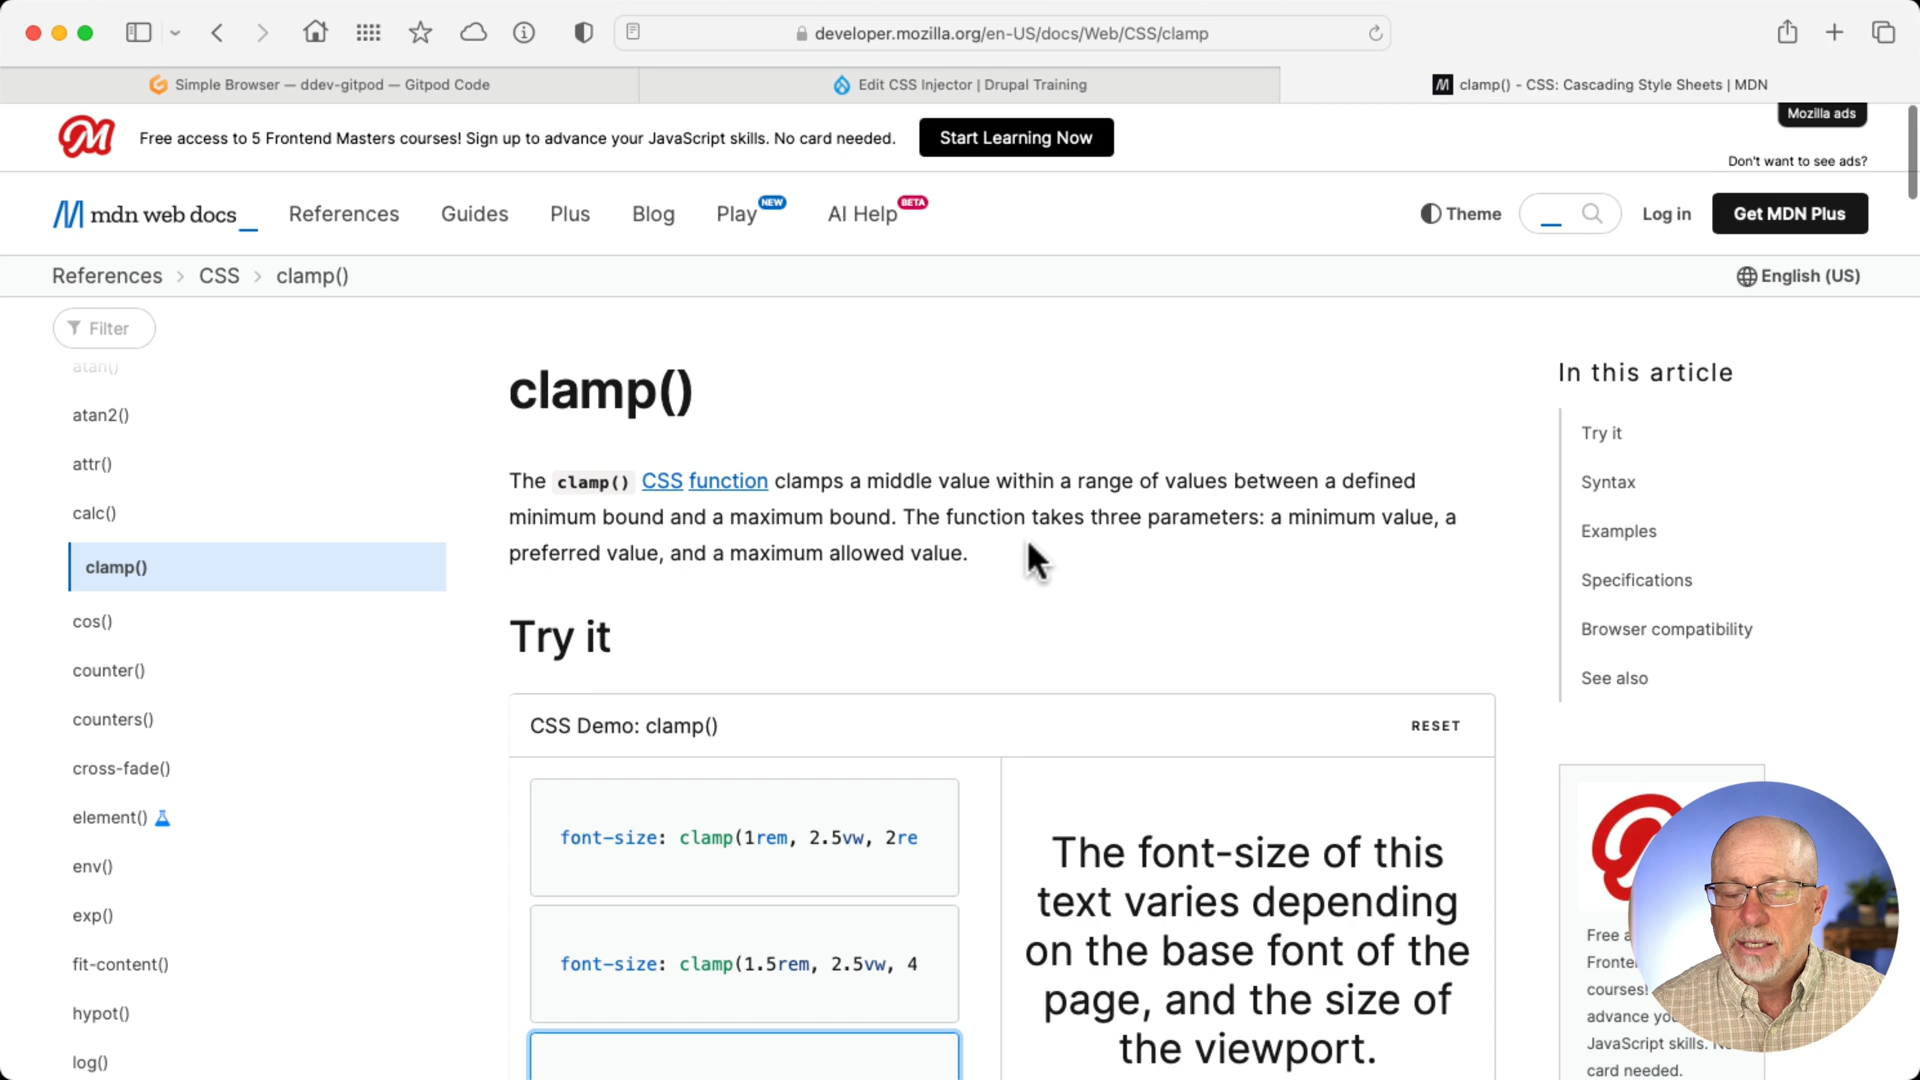 developer.mozilla.org/en-US/docs/Web/CSS/clamp
Simple Browser — ddev-gitpod — Gitpod Code
Edit CSS Injector | Drupal Training
clamp() - CSS: Cascading Style Sheets | MDN
Free access to 5 Frontend Masters courses! Sign up to advance your JavaScript skills. No card needed.
Start Learning Now
Mozilla ads
Don't want to see ads?
mdn web docs_
References
Guides
Plus
Blog
Play NEW
AI Help BETA
Theme
Log in
Get MDN Plus
References > CSS > clamp()
English (US)
Filter
atan()
atan2()
attr()
calc()
clamp()
cos()
counter()
counters()
cross-fade()
element()
env()
exp()
fit-content()
hypot()
log()
clamp()
The clamp() CSS function clamps a middle value within a range of values between a defined
minimum bound and a maximum bound. The function takes three parameters: a minimum value, a
preferred value, and a maximum allowed value.
Try it
CSS Demo: clamp()
RESET
font-size: clamp(1rem, 2.5vw, 2re
font-size: clamp(1.5rem, 2.5vw, 4
The font-size of this
text varies depending
on the base font of the
page, and the size of
the viewport.
In this article
Try it
Syntax
Examples
Specifications
Browser compatibility
See also
Free
Fronte
courses!
advance yo
JavaScript skills.
card needed.